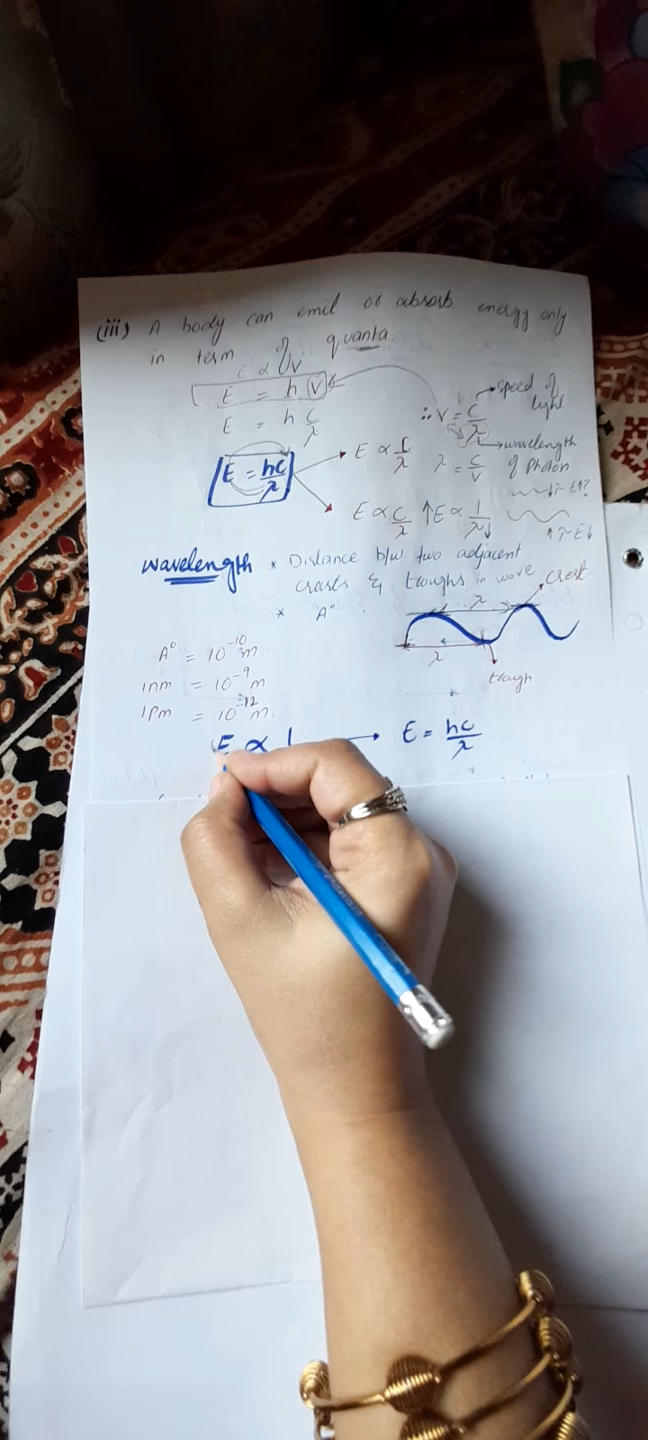 (iii) A body can emil or absorb energy only
in term of quanta.
E ∝ ν
E = hν
E = h c/λ
∴ ν = c/λ
speed of light
wavelength of Photon
λ = c/ν
E = hc/λ
E ∝ c/λ
E ∝ c/λ ↑E ∝ 1/λ↓
↓λ E↑?
↑λ E↓
wavelength * Distance b/w two adjacent
crests & troughs in wave
* A°
crest
λ
λ
trough
A° = 10⁻¹⁰ m
1nm = 10⁻⁹ m
1Pm = 10⁻¹² m.
E ∝ 1 → E = hc/λ